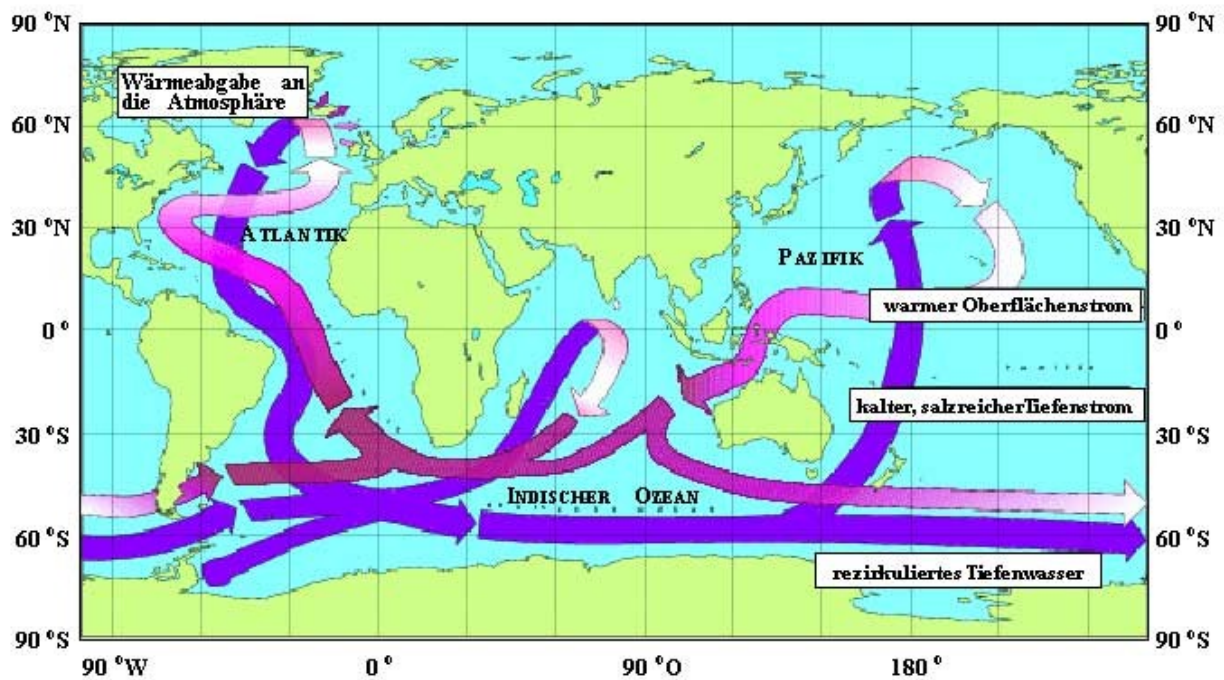 90 °N
90 °N
Wärmeabgabe an
die Atmosphäre
60 °N
60 °N
30 °N
ATLANTIK
30 °N
PAZIFIK
warmer Oberflächenstrom
0 °
0 °
kalter, salzreicherTiefenstrom
30 °S
30 °S
INDISCHER OZEAN
60 °S
60 °S
rezirkuliertes Tiefenwasser
90 °S
90 °S
90 °W
0 °
90 °O
180 °